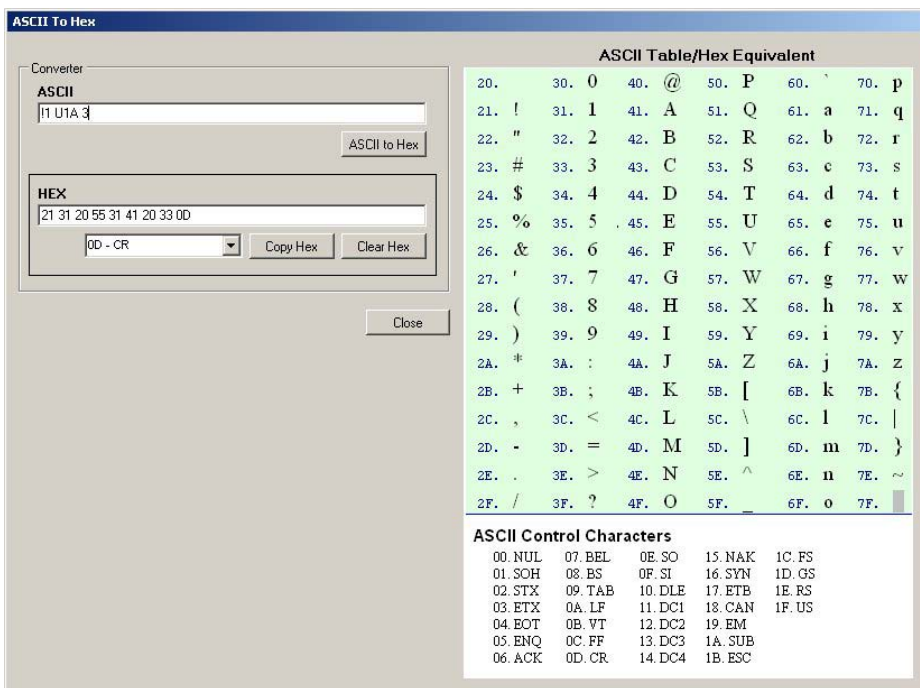 ASCII To Hex
Converter
ASCII
!1 U1A 3
ASCII to Hex
HEX
21 31 20 55 31 41 20 33 0D
0D - CR
Copy Hex
Clear Hex
Close
ASCII Table/Hex Equivalent
20. 30. 0 40. @ 50. P 60. ` 70. p
21. ! 31. 1 41. A 51. Q 61. a 71. q
22. " 32. 2 42. B 52. R 62. b 72. r
23. # 33. 3 43. C 53. S 63. c 73. s
24. $ 34. 4 44. D 54. T 64. d 74. t
25. % 35. 5 45. E 55. U 65. e 75. u
26. & 36. 6 46. F 56. V 66. f 76. v
27. ' 37. 7 47. G 57. W 67. g 77. w
28. ( 38. 8 48. H 58. X 68. h 78. x
29. ) 39. 9 49. I 59. Y 69. i 79. y
2A. * 3A. : 4A. J 5A. Z 6A. j 7A. z
2B. + 3B. ; 4B. K 5B. [ 6B. k 7B. {
2C. , 3C. < 4C. L 5C. \ 6C. l 7C. |
2D. - 3D. = 4D. M 5D. ] 6D. m 7D. }
2E. . 3E. > 4E. N 5E. ^ 6E. n 7E. ~
2F. / 3F. ? 4F. O 5F. _ 6F. o 7F.
ASCII Control Characters
00. NUL 07. BEL 0E. SO 15. NAK 1C. FS
01. SOH 08. BS 0F. SI 16. SYN 1D. GS
02. STX 09. TAB 10. DLE 17. ETB 1E. RS
03. ETX 0A. LF 11. DC1 18. CAN 1F. US
04. EOT 0B. VT 12. DC2 19. EM
05. ENQ 0C. FF 13. DC3 1A. SUB
06. ACK 0D. CR 14. DC4 1B. ESC